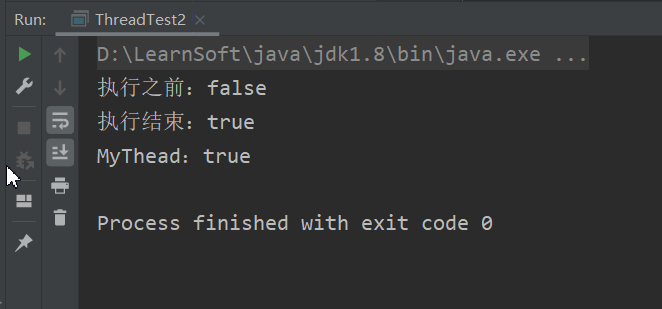 Run: ThreadTest2
D:\LearnSoft\java\jdk1.8\bin\java.exe ...
执行之前：false
执行结束：true
MyThead：true
Process finished with exit code 0